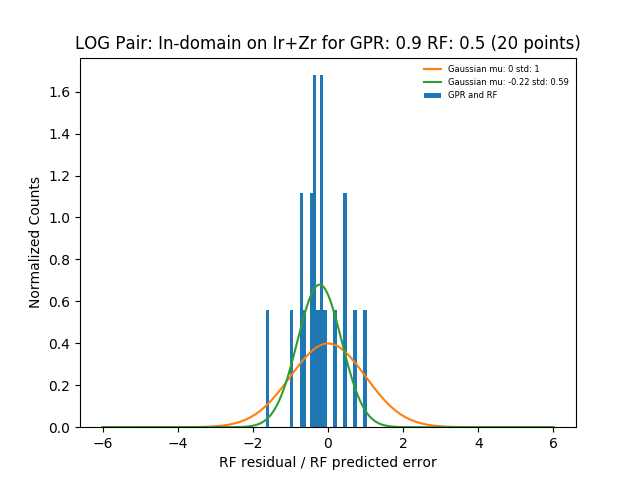 LOG Pair: In-domain on Ir+Zr for GPR: 0.9 RF: 0.5 (20 points)
Gaussian mu: 0 std: 1
Gaussian mu: -0.22 std: 0.59
GPR and RF
Normalized Counts
1.6
1.4
1.2
1.0
0.8
0.6
0.4
0.2
0.0
−6 −4 −2 0 2 4 6
RF residual / RF predicted error